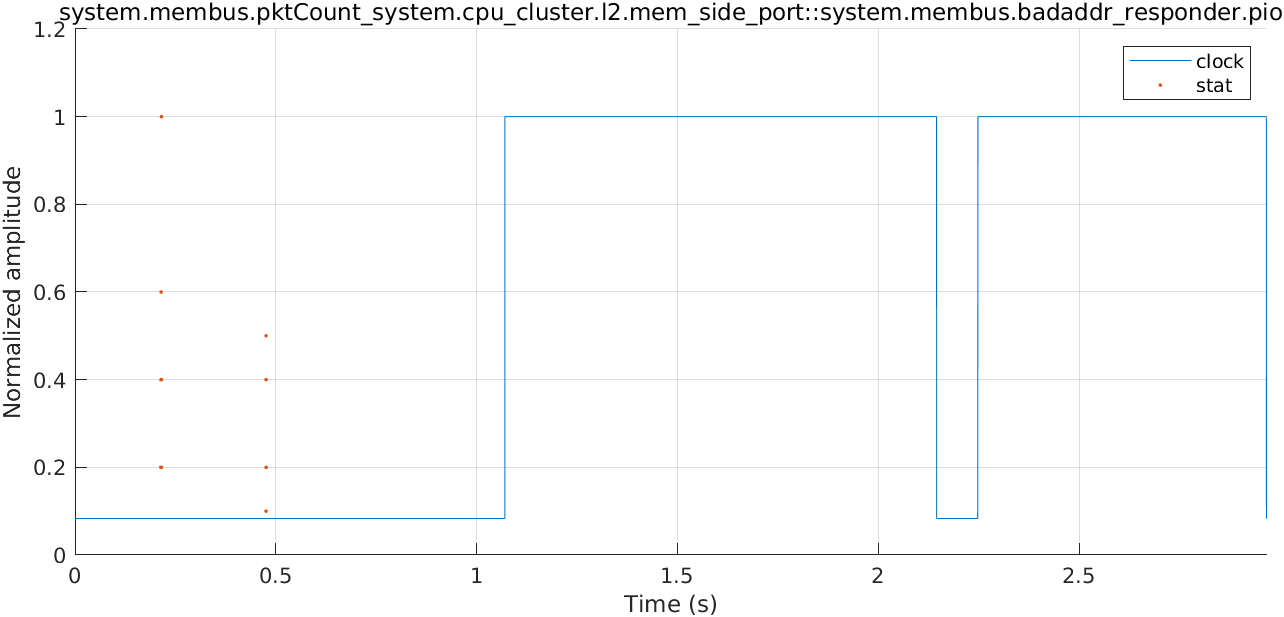 system.membus.pktCount_system.cpu_cluster.l2.mem_side_port::system.membus.badaddr_responder.pio
1.2
clock
stat
1
0.8
0.6
0.4
0.2
0
Normalized amplitude
0 0.5 1 1.5 2 2.5
Time (s)